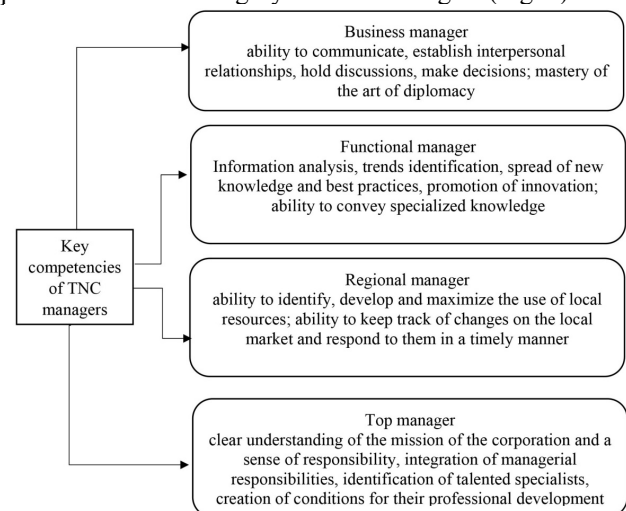 Business manager
ability to communicate, establish interpersonal
relationships, hold discussions, make decisions; mastery of
the art of diplomacy
Functional manager
Information analysis, trends identification, spread of new
knowledge and best practices, promotion of innovation;
ability to convey specialized knowledge
Key
competencies
of TNC
managers
Regional manager
ability to identify, develop and maximize the use of local
resources; ability to keep track of changes on the local
market and respond to them in a timely manner
Top manager
clear understanding of the mission of the corporation and a
sense of responsibility, integration of managerial
responsibilities, identification of talented specialists,
creation of conditions for their professional development